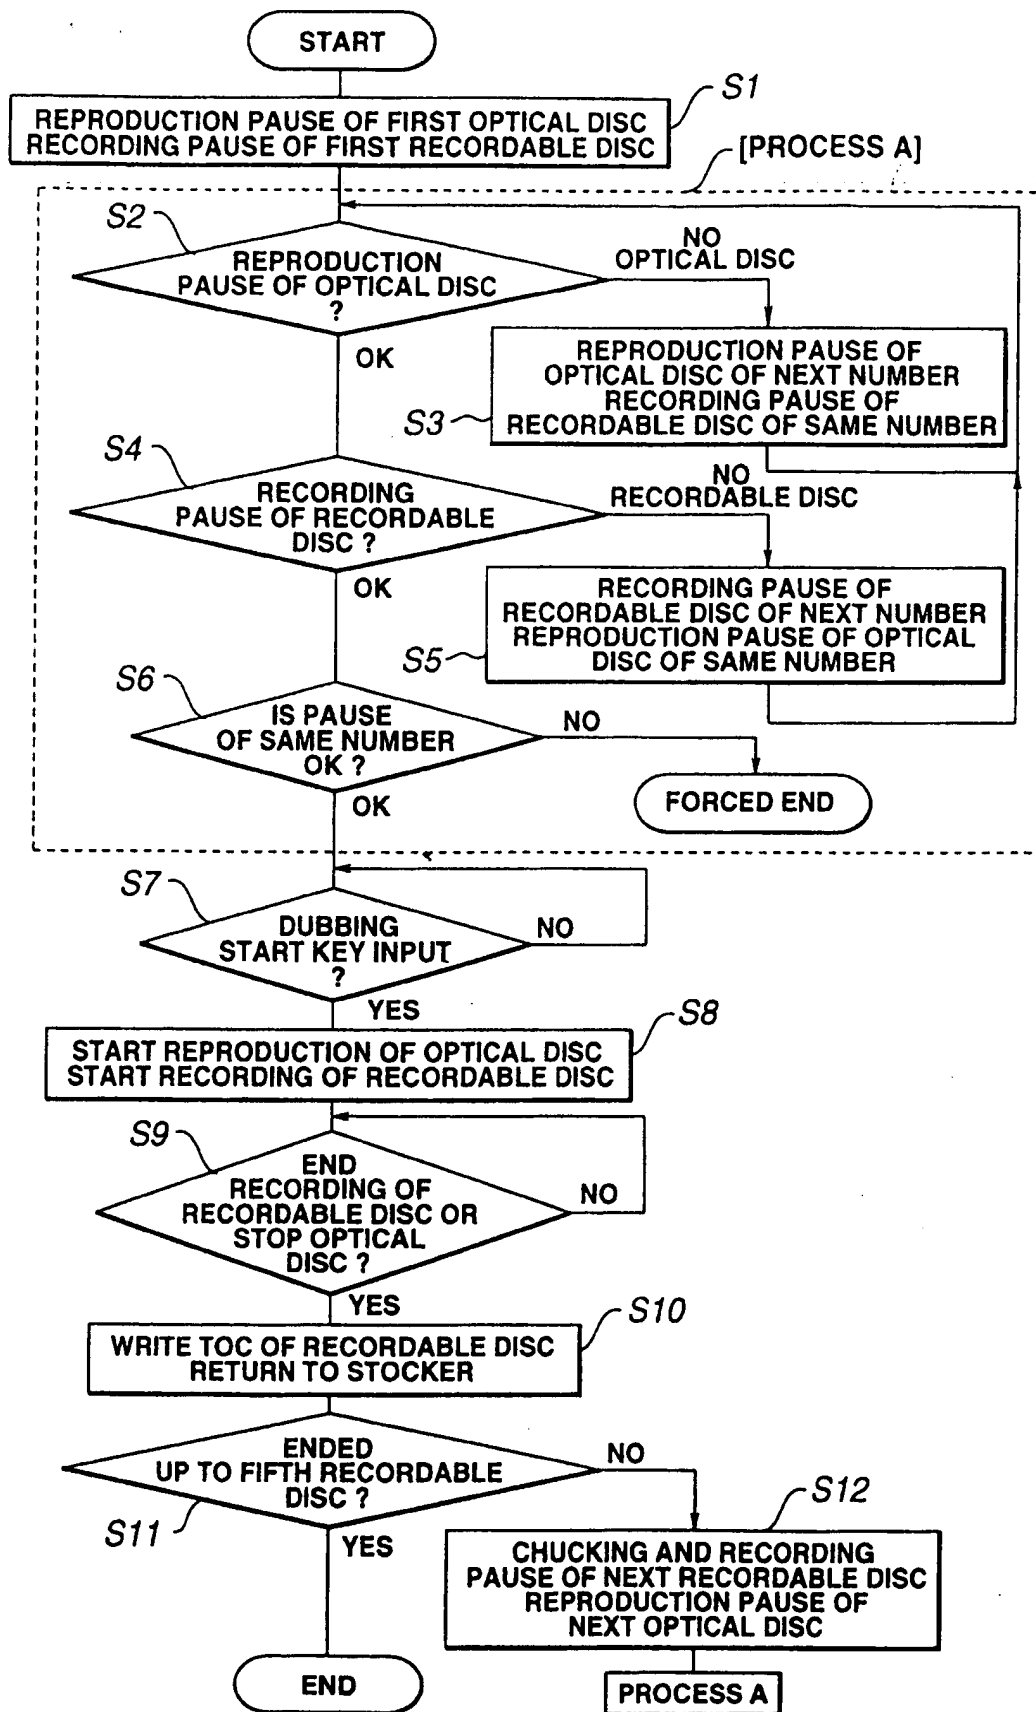 START
S1
REPRODUCTION PAUSE OF FIRST OPTICAL DISC
RECORDING PAUSE OF FIRST RECORDABLE DISC
[PROCESS A]
S2
REPRODUCTION
PAUSE OF OPTICAL DISC
?
NO
OPTICAL DISC
OK
REPRODUCTION PAUSE OF
OPTICAL DISC OF NEXT NUMBER
RECORDING PAUSE OF
RECORDABLE DISC OF SAME NUMBER
S3
S4
RECORDING
PAUSE OF RECORDABLE
DISC ?
NO
RECORDABLE DISC
OK
RECORDING PAUSE OF
RECORDABLE DISC OF NEXT NUMBER
REPRODUCTION PAUSE OF OPTICAL
DISC OF SAME NUMBER
S5
S6
IS PAUSE
OF SAME NUMBER
OK ?
NO
OK
FORCED END
S7
DUBBING
START KEY INPUT
?
NO
YES
S8
START REPRODUCTION OF OPTICAL DISC
START RECORDING OF RECORDABLE DISC
S9
END
RECORDING OF
RECORDABLE DISC OR
STOP OPTICAL
DISC ?
NO
YES
S10
WRITE TOC OF RECORDABLE DISC
RETURN TO STOCKER
ENDED
UP TO FIFTH RECORDABLE
DISC ?
NO
S11
YES
S12
CHUCKING AND RECORDING
PAUSE OF NEXT RECORDABLE DISC
REPRODUCTION PAUSE OF
NEXT OPTICAL DISC
END
PROCESS A